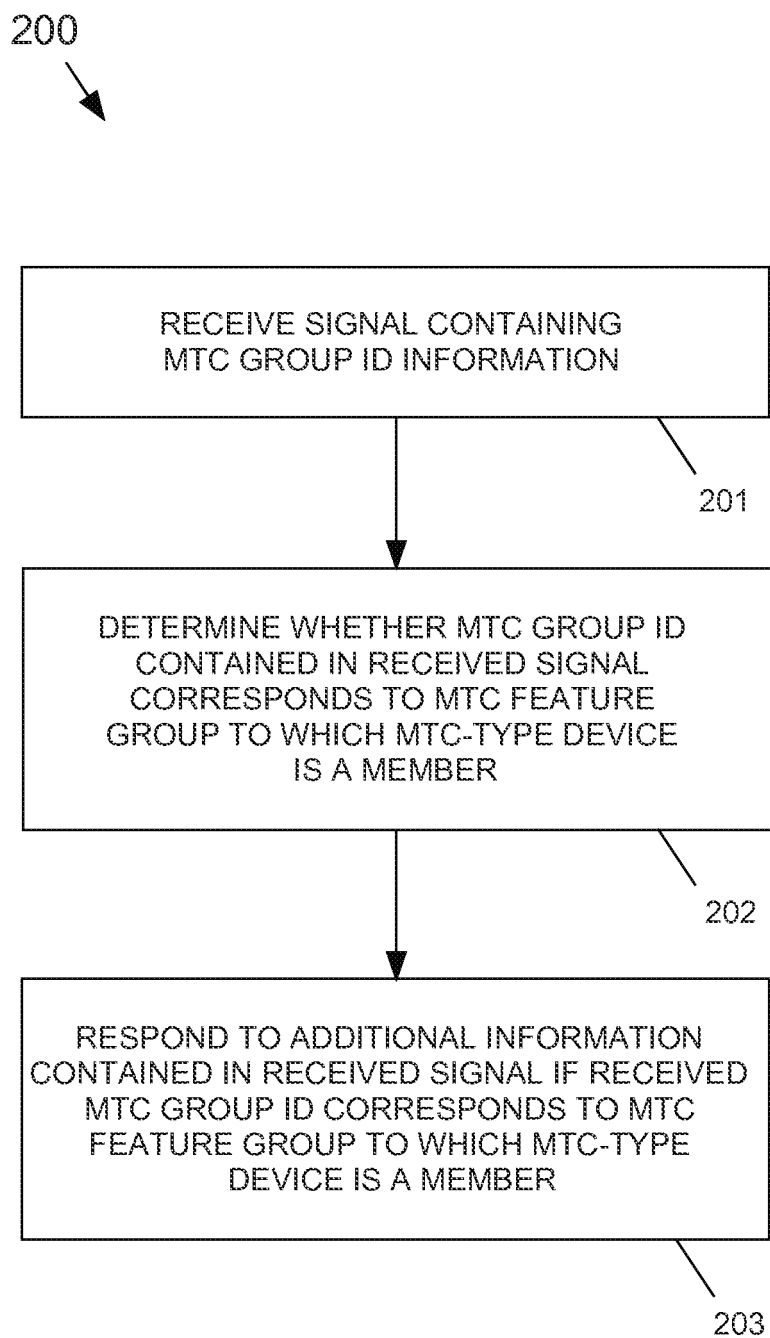 200
RECEIVE SIGNAL CONTAINING
MTC GROUP ID INFORMATION
201
DETERMINE WHETHER MTC GROUP ID
CONTAINED IN RECEIVED SIGNAL
CORRESPONDS TO MTC FEATURE
GROUP TO WHICH MTC-TYPE DEVICE
IS A MEMBER
202
RESPOND TO ADDITIONAL INFORMATION
CONTAINED IN RECEIVED SIGNAL IF RECEIVED
MTC GROUP ID CORRESPONDS TO MTC
FEATURE GROUP TO WHICH MTC-TYPE
DEVICE IS A MEMBER
203